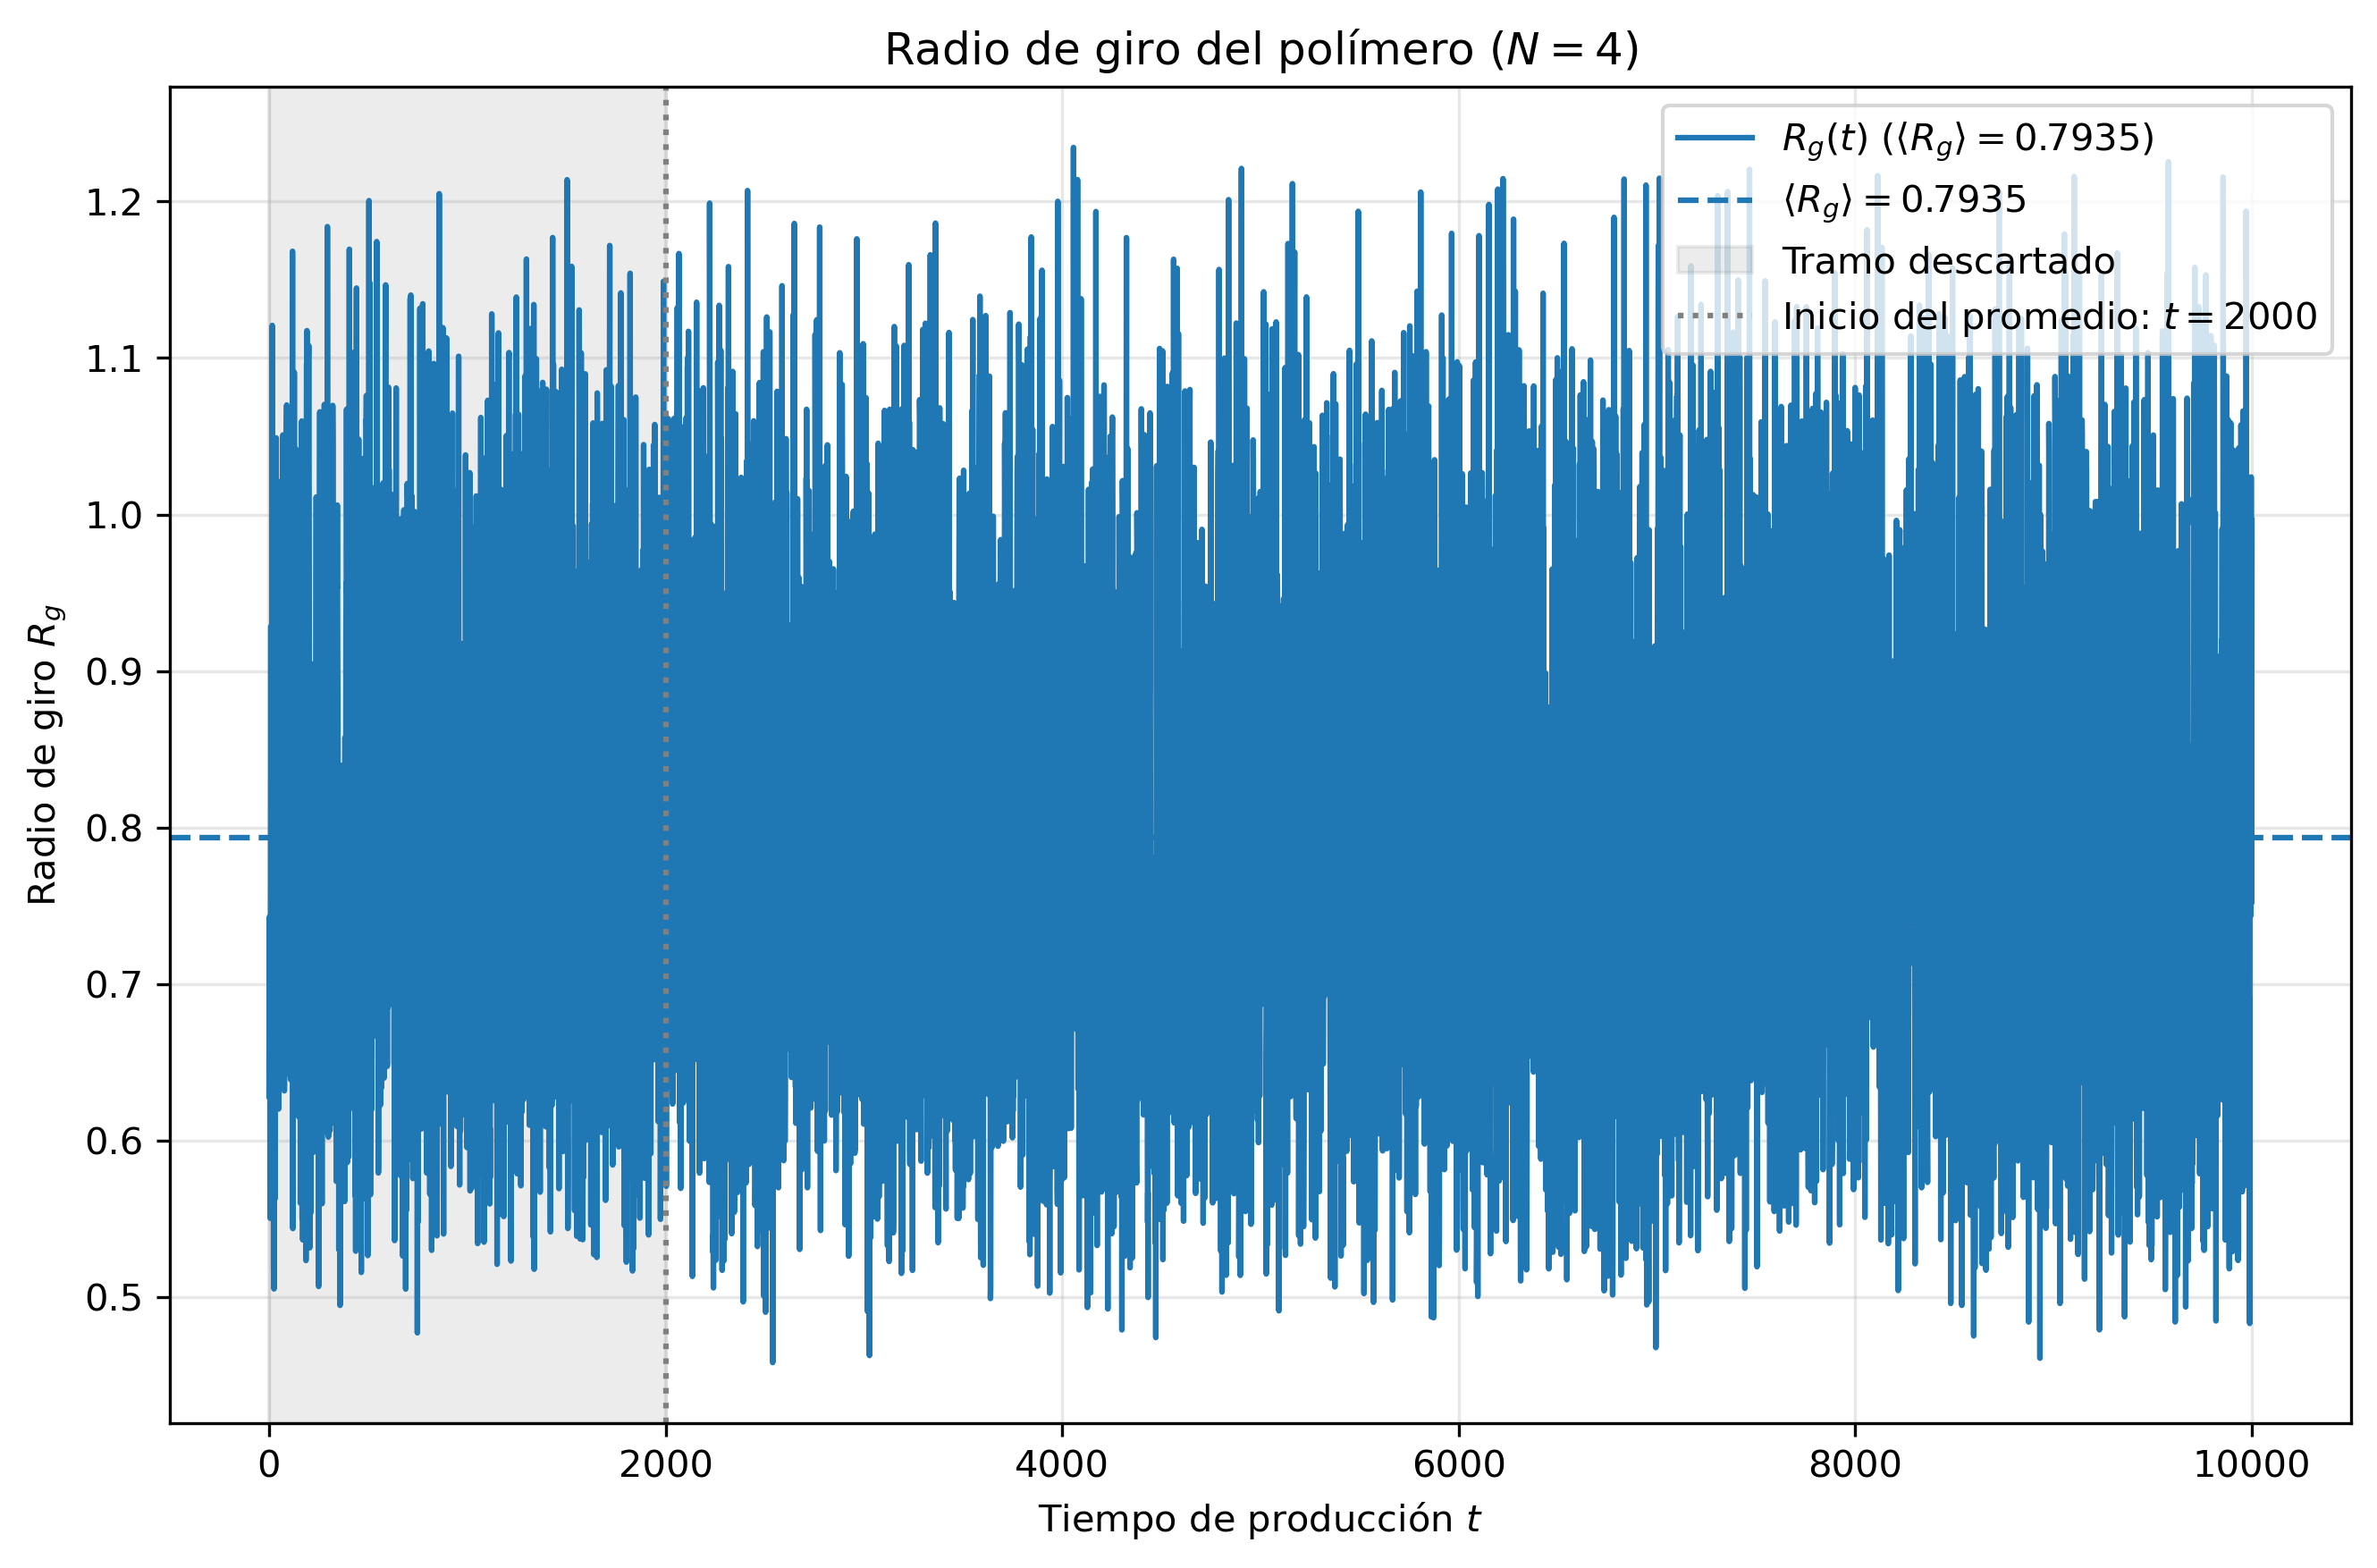 Radio de giro del polímero (N = 4)
R_g(t) (⟨R_g⟩ = 0.7935)
⟨R_g⟩ = 0.7935
Tramo descartado
Inicio del promedio: t = 2000
Radio de giro R_g
1.2
1.1
1.0
0.9
0.8
0.7
0.6
0.5
0
2000
4000
6000
8000
10000
Tiempo de producción t